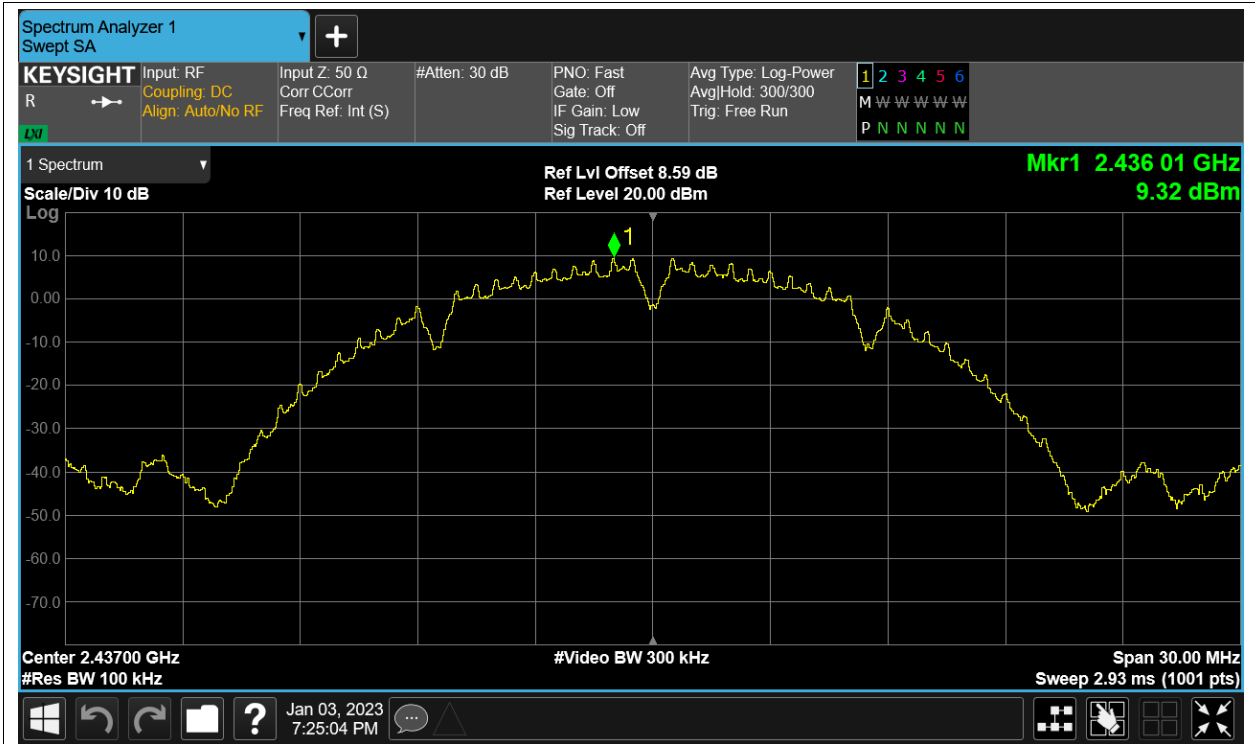 Spectrum Analyzer 1
Swept SA
+
KEYSIGHT
R
LXI
Input: RF
Coupling: DC
Align: Auto/No RF
Input Z: 50 Ω
Corr CCorr
Freq Ref: Int (S)
#Atten: 30 dB
PNO: Fast
Gate: Off
IF Gain: Low
Sig Track: Off
Avg Type: Log-Power
Avg|Hold: 300/300
Trig: Free Run
1 2 3 4 5 6
M W W W W W
P N N N N N
1 Spectrum
Scale/Div 10 dB
Log
Ref Lvl Offset 8.59 dB
Ref Level 20.00 dBm
Mkr1 2.436 01 GHz
9.32 dBm
1
10.0
0.00
-10.0
-20.0
-30.0
-40.0
-50.0
-60.0
-70.0
Center 2.43700 GHz
#Res BW 100 kHz
#Video BW 300 kHz
Span 30.00 MHz
Sweep 2.93 ms (1001 pts)
?
Jan 03, 2023
7:25:04 PM